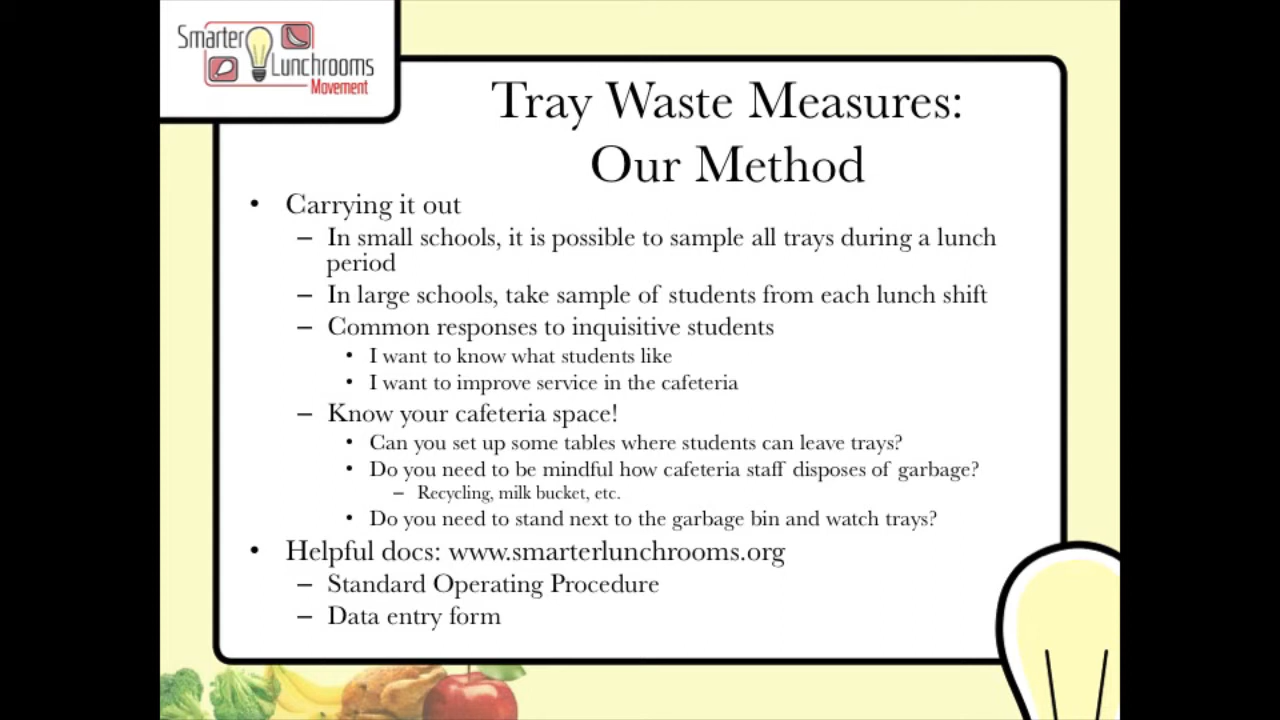 Smarter
Lunchrooms
Movement
Tray Waste Measures:
Our Method
• Carrying it out
– In small schools, it is possible to sample all trays during a lunch
period
– In large schools, take sample of students from each lunch shift
– Common responses to inquisitive students
• I want to know what students like
• I want to improve service in the cafeteria
– Know your cafeteria space!
• Can you set up some tables where students can leave trays?
• Do you need to be mindful how cafeteria staff disposes of garbage?
– Recycling, milk bucket, etc.
• Do you need to stand next to the garbage bin and watch trays?
• Helpful docs: www.smarterlunchrooms.org
– Standard Operating Procedure
– Data entry form